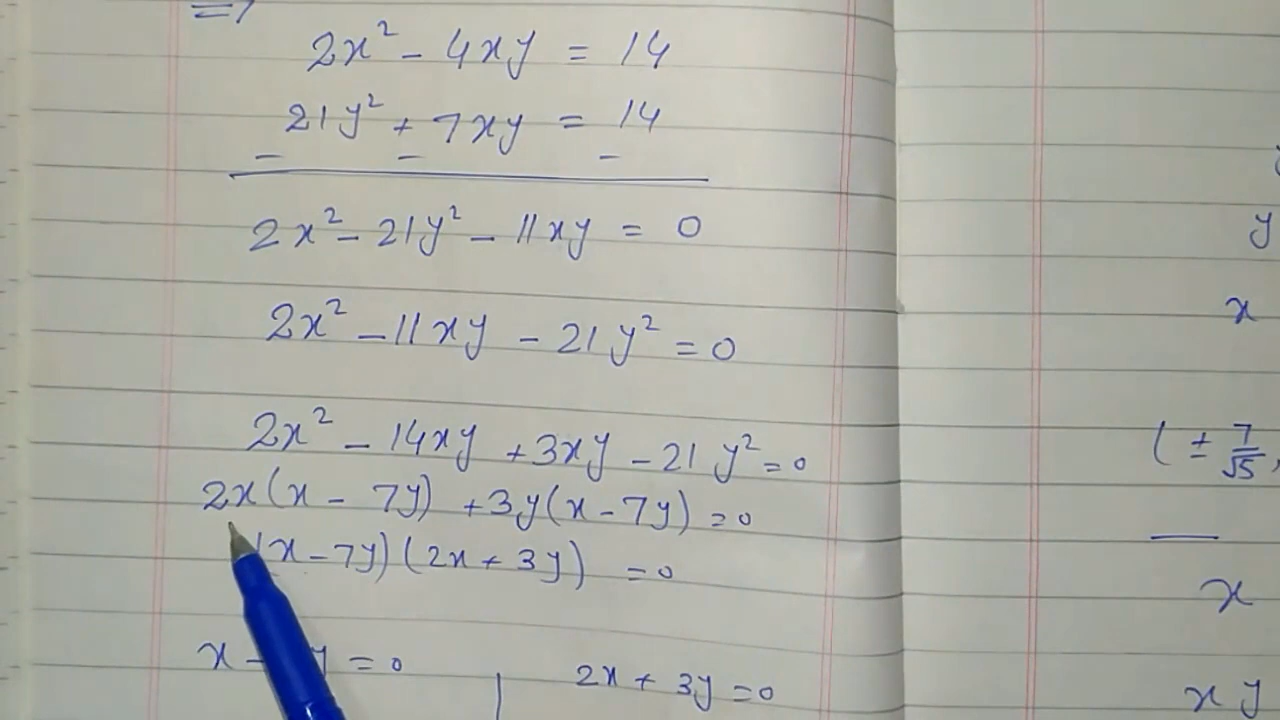 =>
2x² - 4xy = 14
21y² + 7xy = 14
- - -
2x² - 21y² - 11xy = 0
2x² - 11xy - 21y² = 0
2x² - 14xy + 3xy - 21y² = 0
2x(x - 7y) + 3y(x - 7y) = 0
(x - 7y)(2x + 3y) = 0
x - y = 0
2x + 3y = 0
y
x
(± 7/√5,
x
xy